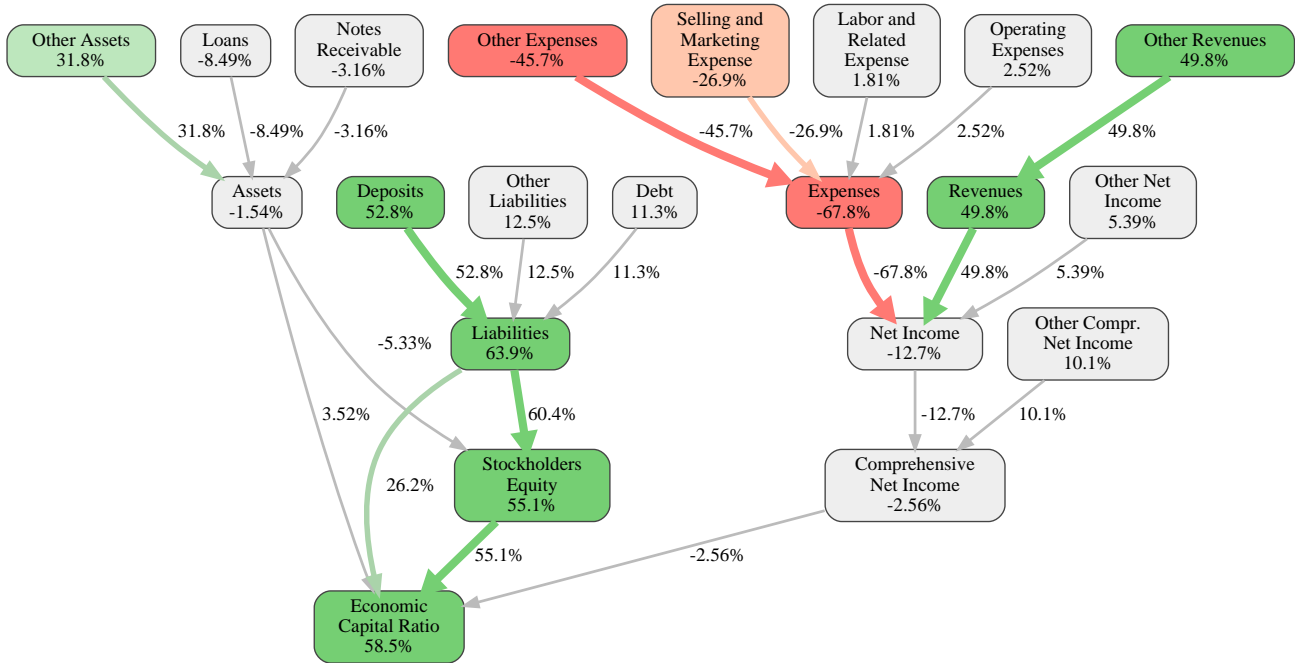 Other Assets
31.8%
Loans
-8.49%
Notes
Receivable
-3.16%
Other Expenses
-45.7%
Selling and
Marketing
Expense
-26.9%
Labor and
Related
Expense
1.81%
Operating
Expenses
2.52%
Other Revenues
49.8%
31.8%
-8.49%
-3.16%
-45.7%
-26.9%
1.81%
2.52%
49.8%
Assets
-1.54%
Deposits
52.8%
Other
Liabilities
12.5%
Debt
11.3%
Expenses
-67.8%
Revenues
49.8%
Other Net
Income
5.39%
52.8%
12.5%
11.3%
-67.8%
49.8%
5.39%
Liabilities
63.9%
Net Income
-12.7%
Other Compr.
Net Income
10.1%
-5.33%
3.52%
60.4%
-12.7%
10.1%
26.2%
Stockholders
Equity
55.1%
Comprehensive
Net Income
-2.56%
55.1%
-2.56%
Economic
Capital Ratio
58.5%